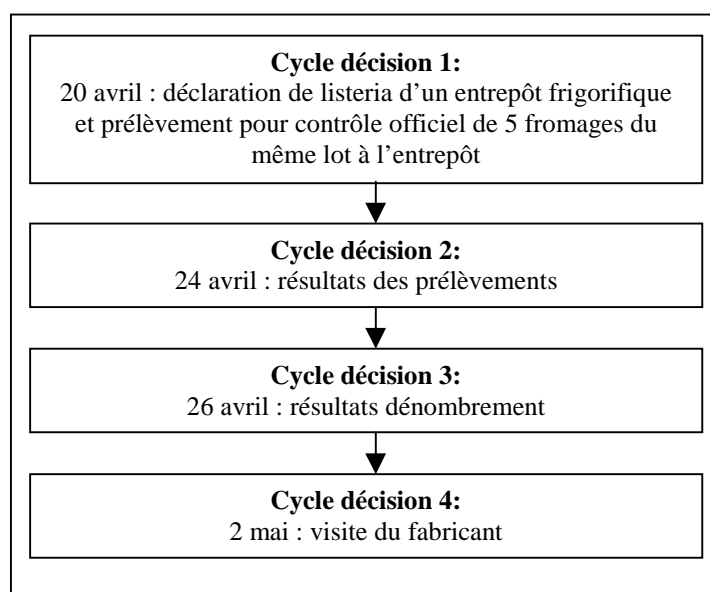 Cycle décision 1:
20 avril : déclaration de listeria d’un entrepôt frigorifique
et prélèvement pour contrôle officiel de 5 fromages du
même lot à l’entrepôt
Cycle décision 2:
24 avril : résultats des prélèvements
Cycle décision 3:
26 avril : résultats dénombrement
Cycle décision 4:
2 mai : visite du fabricant